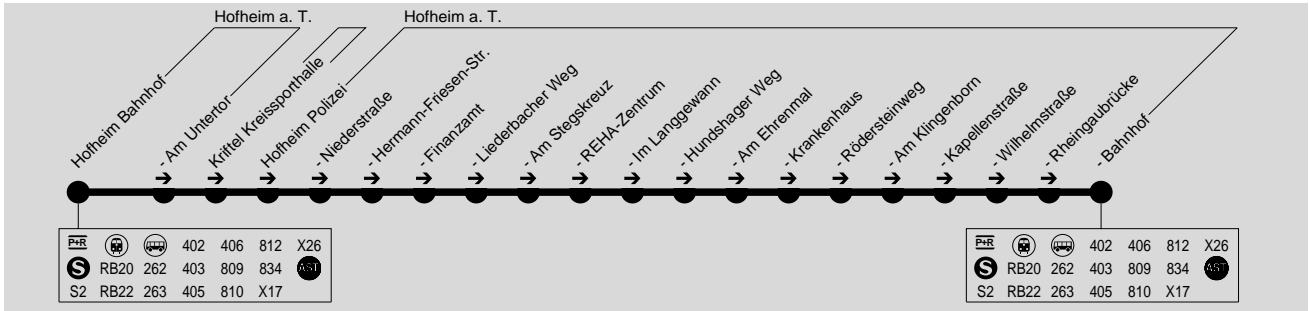 Hofheim a. T.
Hofheim a. T.
Hofheim Bahnhof
- Am Untertor
Kriftel Kreissporthalle
Hofheim Polizei
- Niederstraße
- Hermann-Friesen-Str.
- Finanzamt
- Liederbacher Weg
- Am Stegskreuz
- REHA-Zentrum
- Im Langgewann
- Hundshager Weg
- Am Ehrenmal
- Krankenhaus
- Rödersteinweg
- Am Klingenborn
- Kapellenstraße
- Wilhelmstraße
- Rheingaubrücke
- Bahnhof
P+R 402 406 812 X26
S RB20 262 403 809 834 AST
S2 RB22 263 405 810 X17
P+R 402 406 812 X26
S RB20 262 403 809 834 AST
S2 RB22 263 405 810 X17